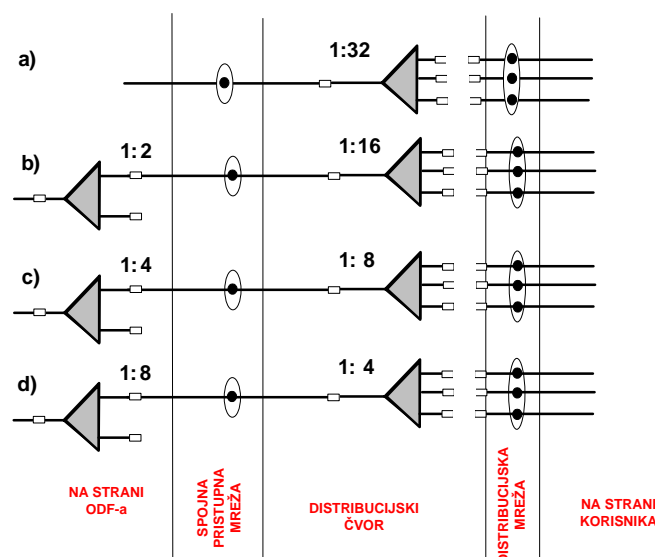 a)
1:32
b)
1:2
1:16
c)
1:4
1: 8
d)
1:8
1: 4
NA STRANI
ODF-a
SPOJNA
PRISTUPNA
MREŽA
DISTRIBUCIJSKI
ČVOR
DISTRIBUCIJSKA
MREŽA
NA STRANI
KORISNIKA